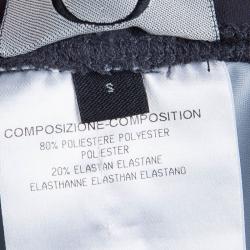 S
COMPOSIZIONE-COMPOSITION
80% POLIESTERE POLYESTER
POLIESTER
20% ELASTAN ELASTANE
ELASTHANNE ELASTHAN ELASTANO